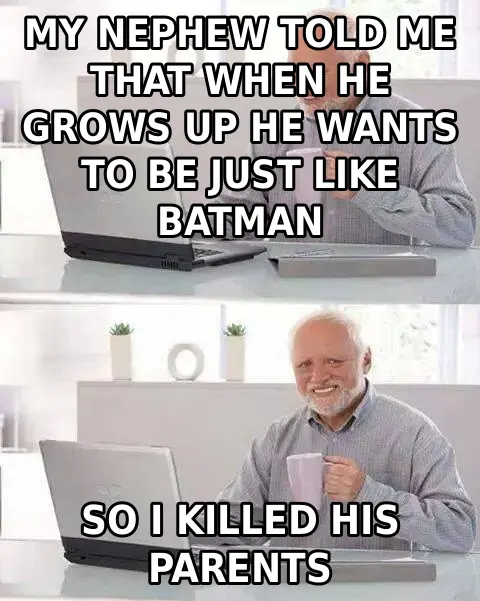 MY NEPHEW TOLD ME
THAT WHEN HE
GROWS UP HE WANTS
TO BE JUST LIKE
BATMAN
SO I KILLED HIS
PARENTS